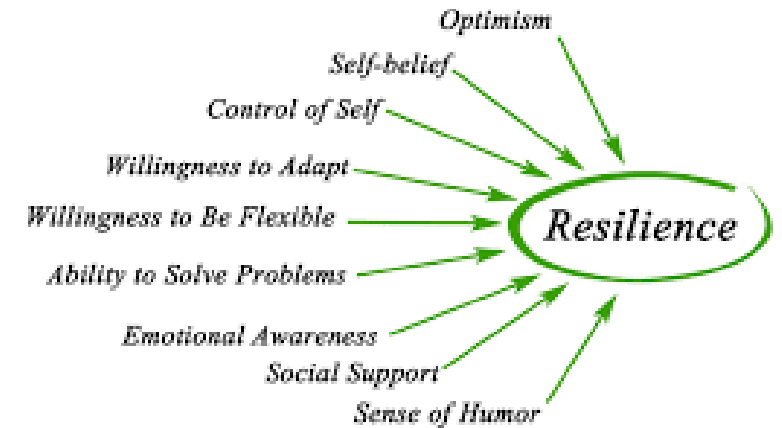 Optimism
Self-belief
Control of Self
Willingness to Adapt
Willingness to Be Flexible
Resilience
Ability to Solve Problems
Emotional Awareness
Social Support
Sense of Humor